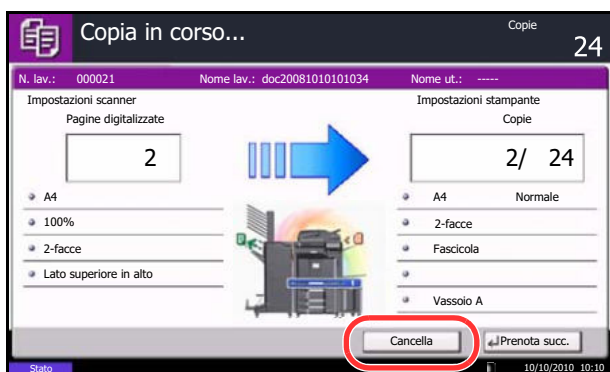 Copia in corso...
Copie
24
N. lav.: 000021 Nome lav.: doc20081010101034 Nome ut.: -----
Impostazioni scanner
Pagine digitalizzate
2
A4
100%
2-facce
Lato superiore in alto
Impostazioni stampante
Copie
2/ 24
A4 Normale
2-facce
Fascicola
Vassoio A
Cancella
Prenota succ.
Stato
10/10/2010 10:10